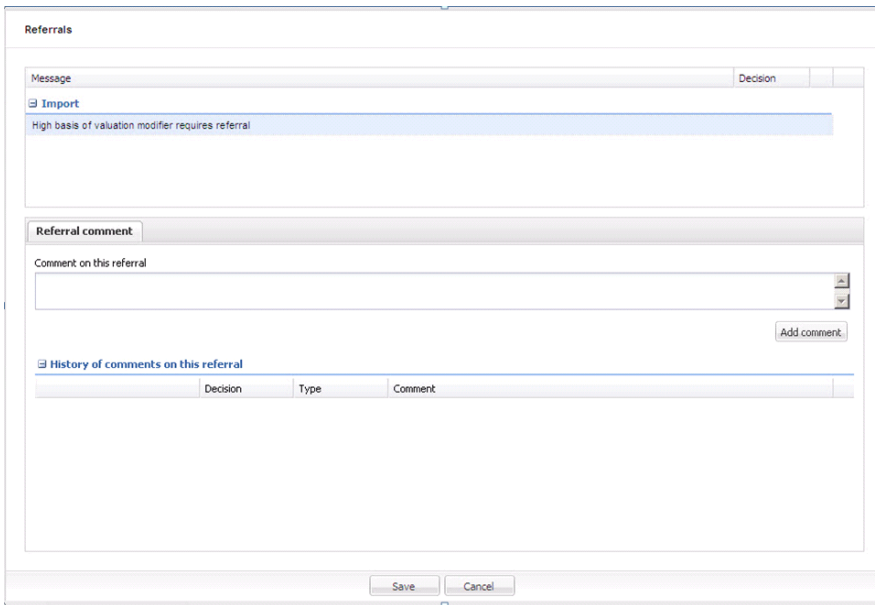 Referrals
Message Decision
Import
High basis of valuation modifier requires referral
Referral comment
Comment on this referral
Add comment
History of comments on this referral
Decision Type Comment
Save Cancel